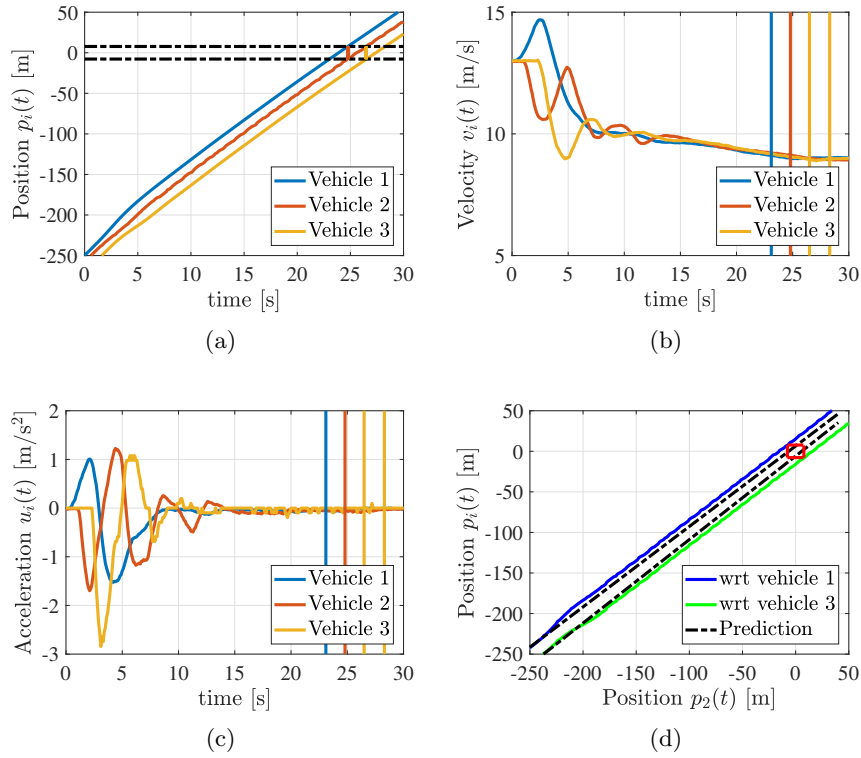 50
0
-50
-100
-150
-200
-250
0 5 10 15 20 25 30
Position p_i(t) [m]
time [s]
Vehicle 1
Vehicle 2
Vehicle 3
(a)
15
10
5
0 5 10 15 20 25 30
Velocity v_i(t) [m/s]
time [s]
Vehicle 1
Vehicle 2
Vehicle 3
(b)
2
1
0
-1
-2
-3
0 5 10 15 20 25 30
Acceleration u_i(t) [m/s²]
time [s]
Vehicle 1
Vehicle 2
Vehicle 3
(c)
50
0
-50
-100
-150
-200
-250
-250 -200 -150 -100 -50 0 50
Position p_i(t) [m]
Position p_2(t) [m]
wrt vehicle 1
wrt vehicle 3
Prediction
(d)